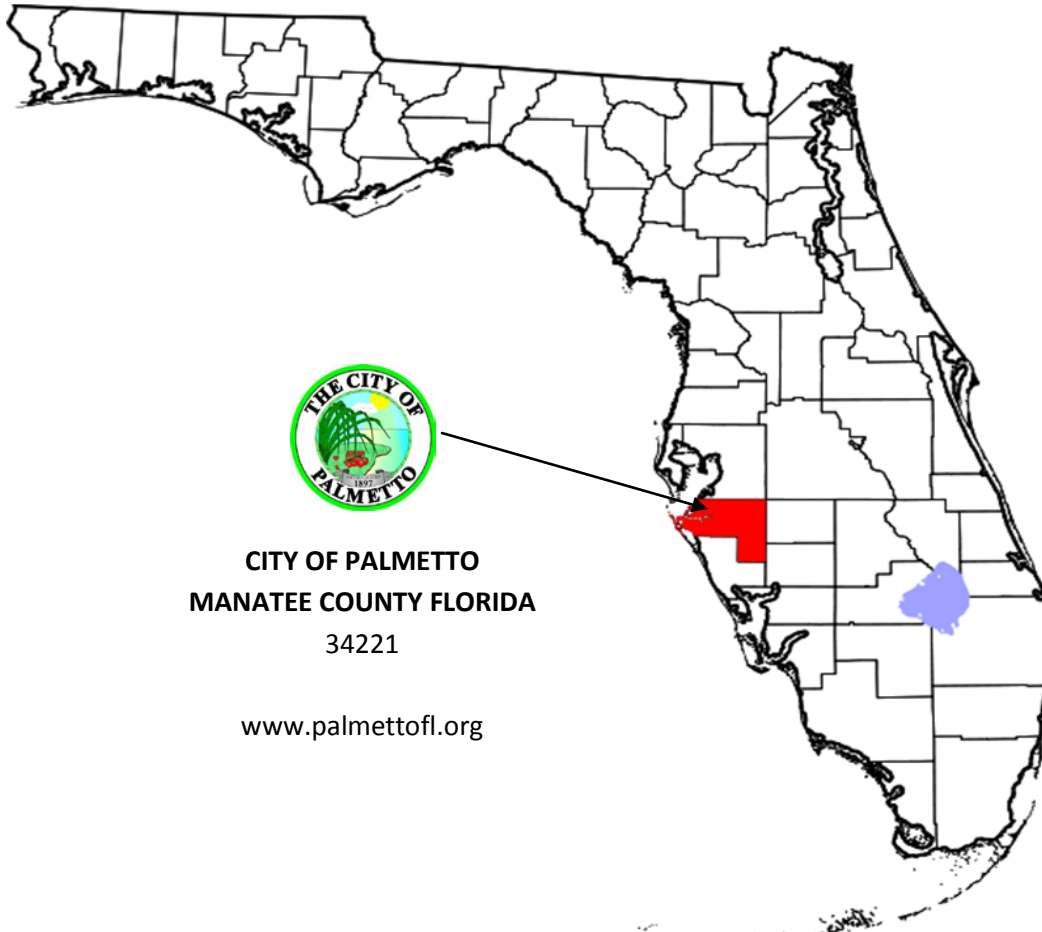 THE CITY OF
PALMETTO
1897
CITY OF PALMETTO
MANATEE COUNTY FLORIDA
34221
www.palmettofl.org